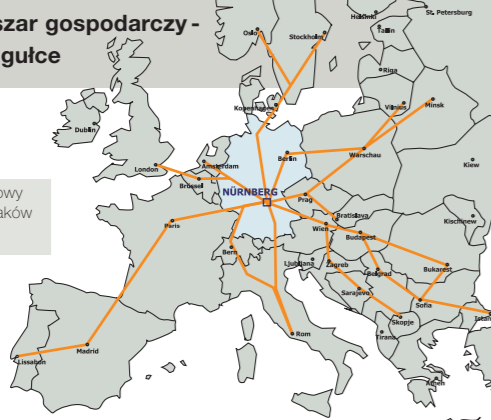 szar gospodarczy -
gułce
owy
aków
Oslo
Stockholm
Helsinki
St. Petersburg
Tallin
Riga
Kopenhagen
Vilnius
Minsk
Dublin
London
Amsterdam
Berlin
Warschau
Brüssel
Kiew
NÜRNBERG
Prag
Paris
Bratislava
Kischinew
Wien
Budapest
Bern
Ljubljana
Zagreb
Belgrad
Bukarest
Sarajevo
Sofia
Skopje
Istan
Rom
Tirana
Madrid
Lissabon
Athen